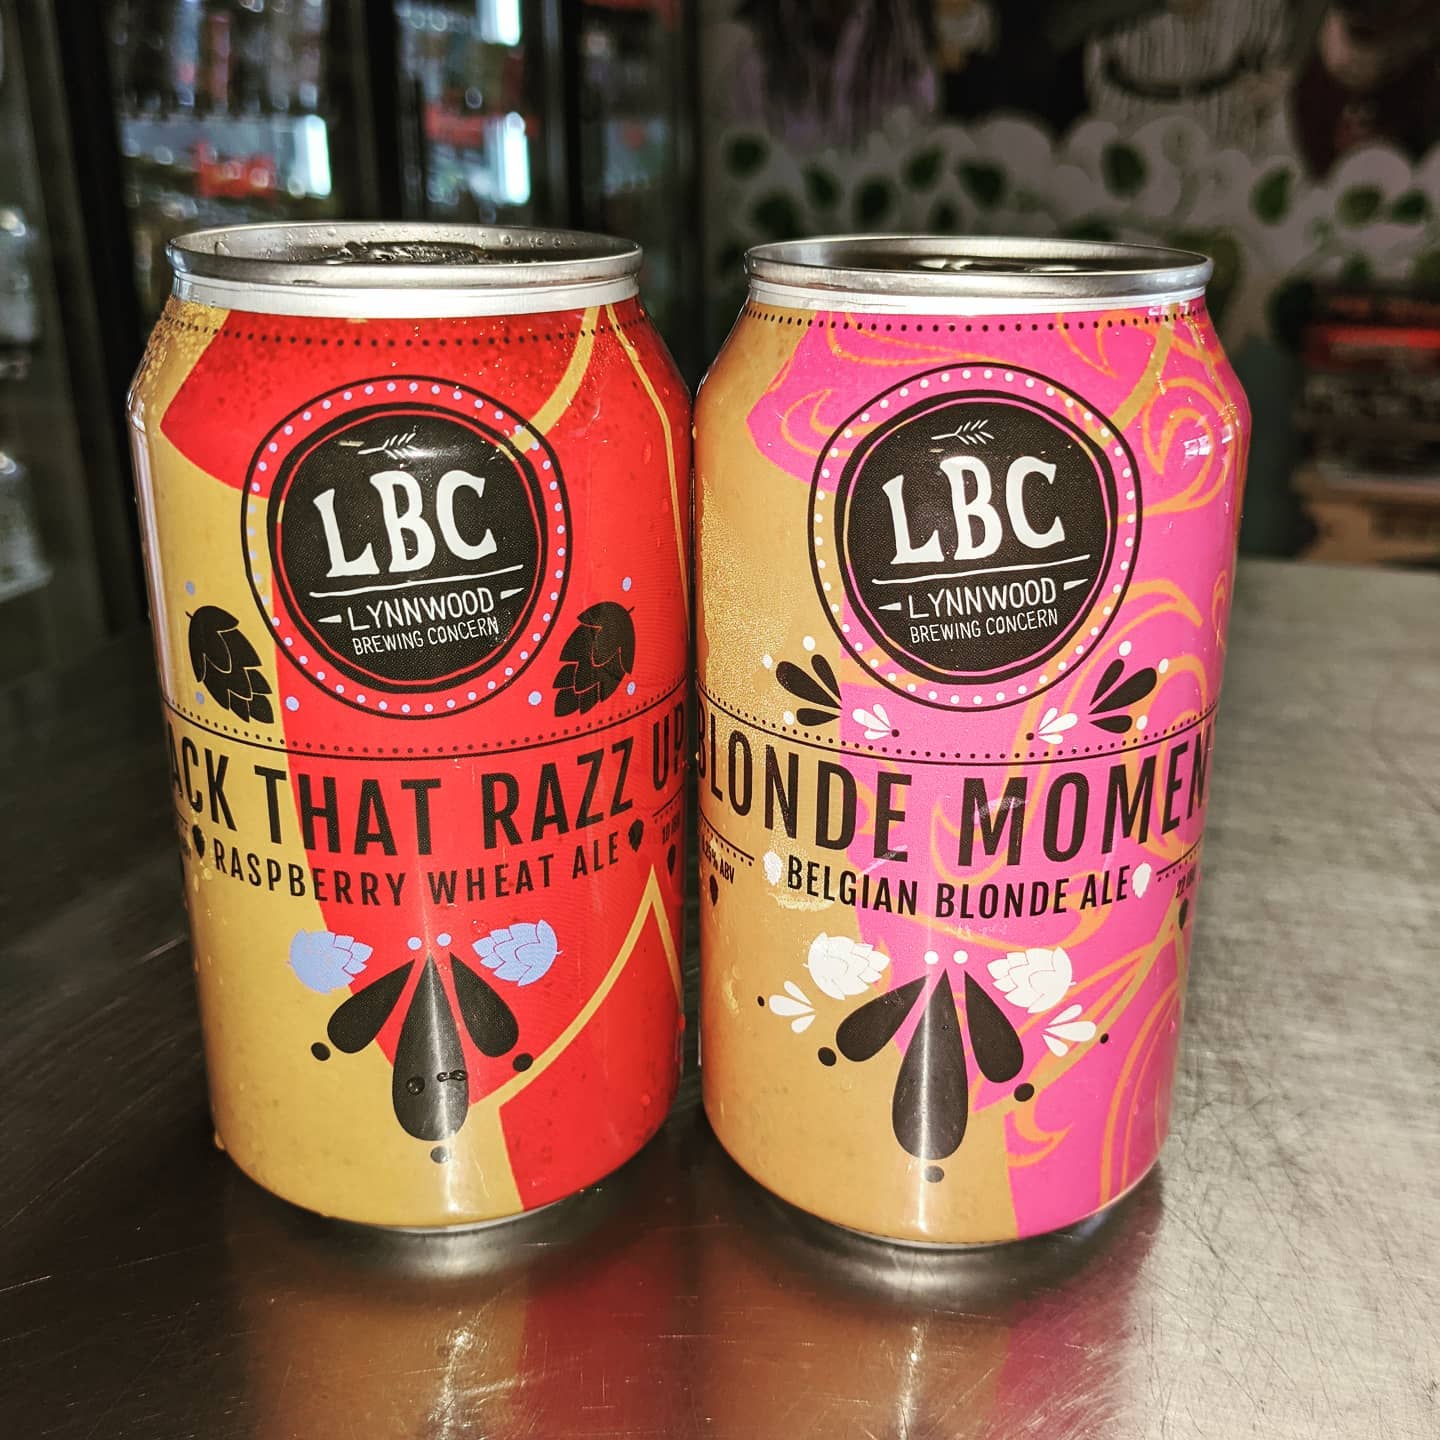 LBC
LYNNWOOD
BREWING CONCERN
ACK THAT RAZZ UP
RASPBERRY WHEAT ALE
LBC
LYNNWOOD
BREWING CONCERN
BLONDE MOMEN
% ABV
BELGIAN BLONDE ALE